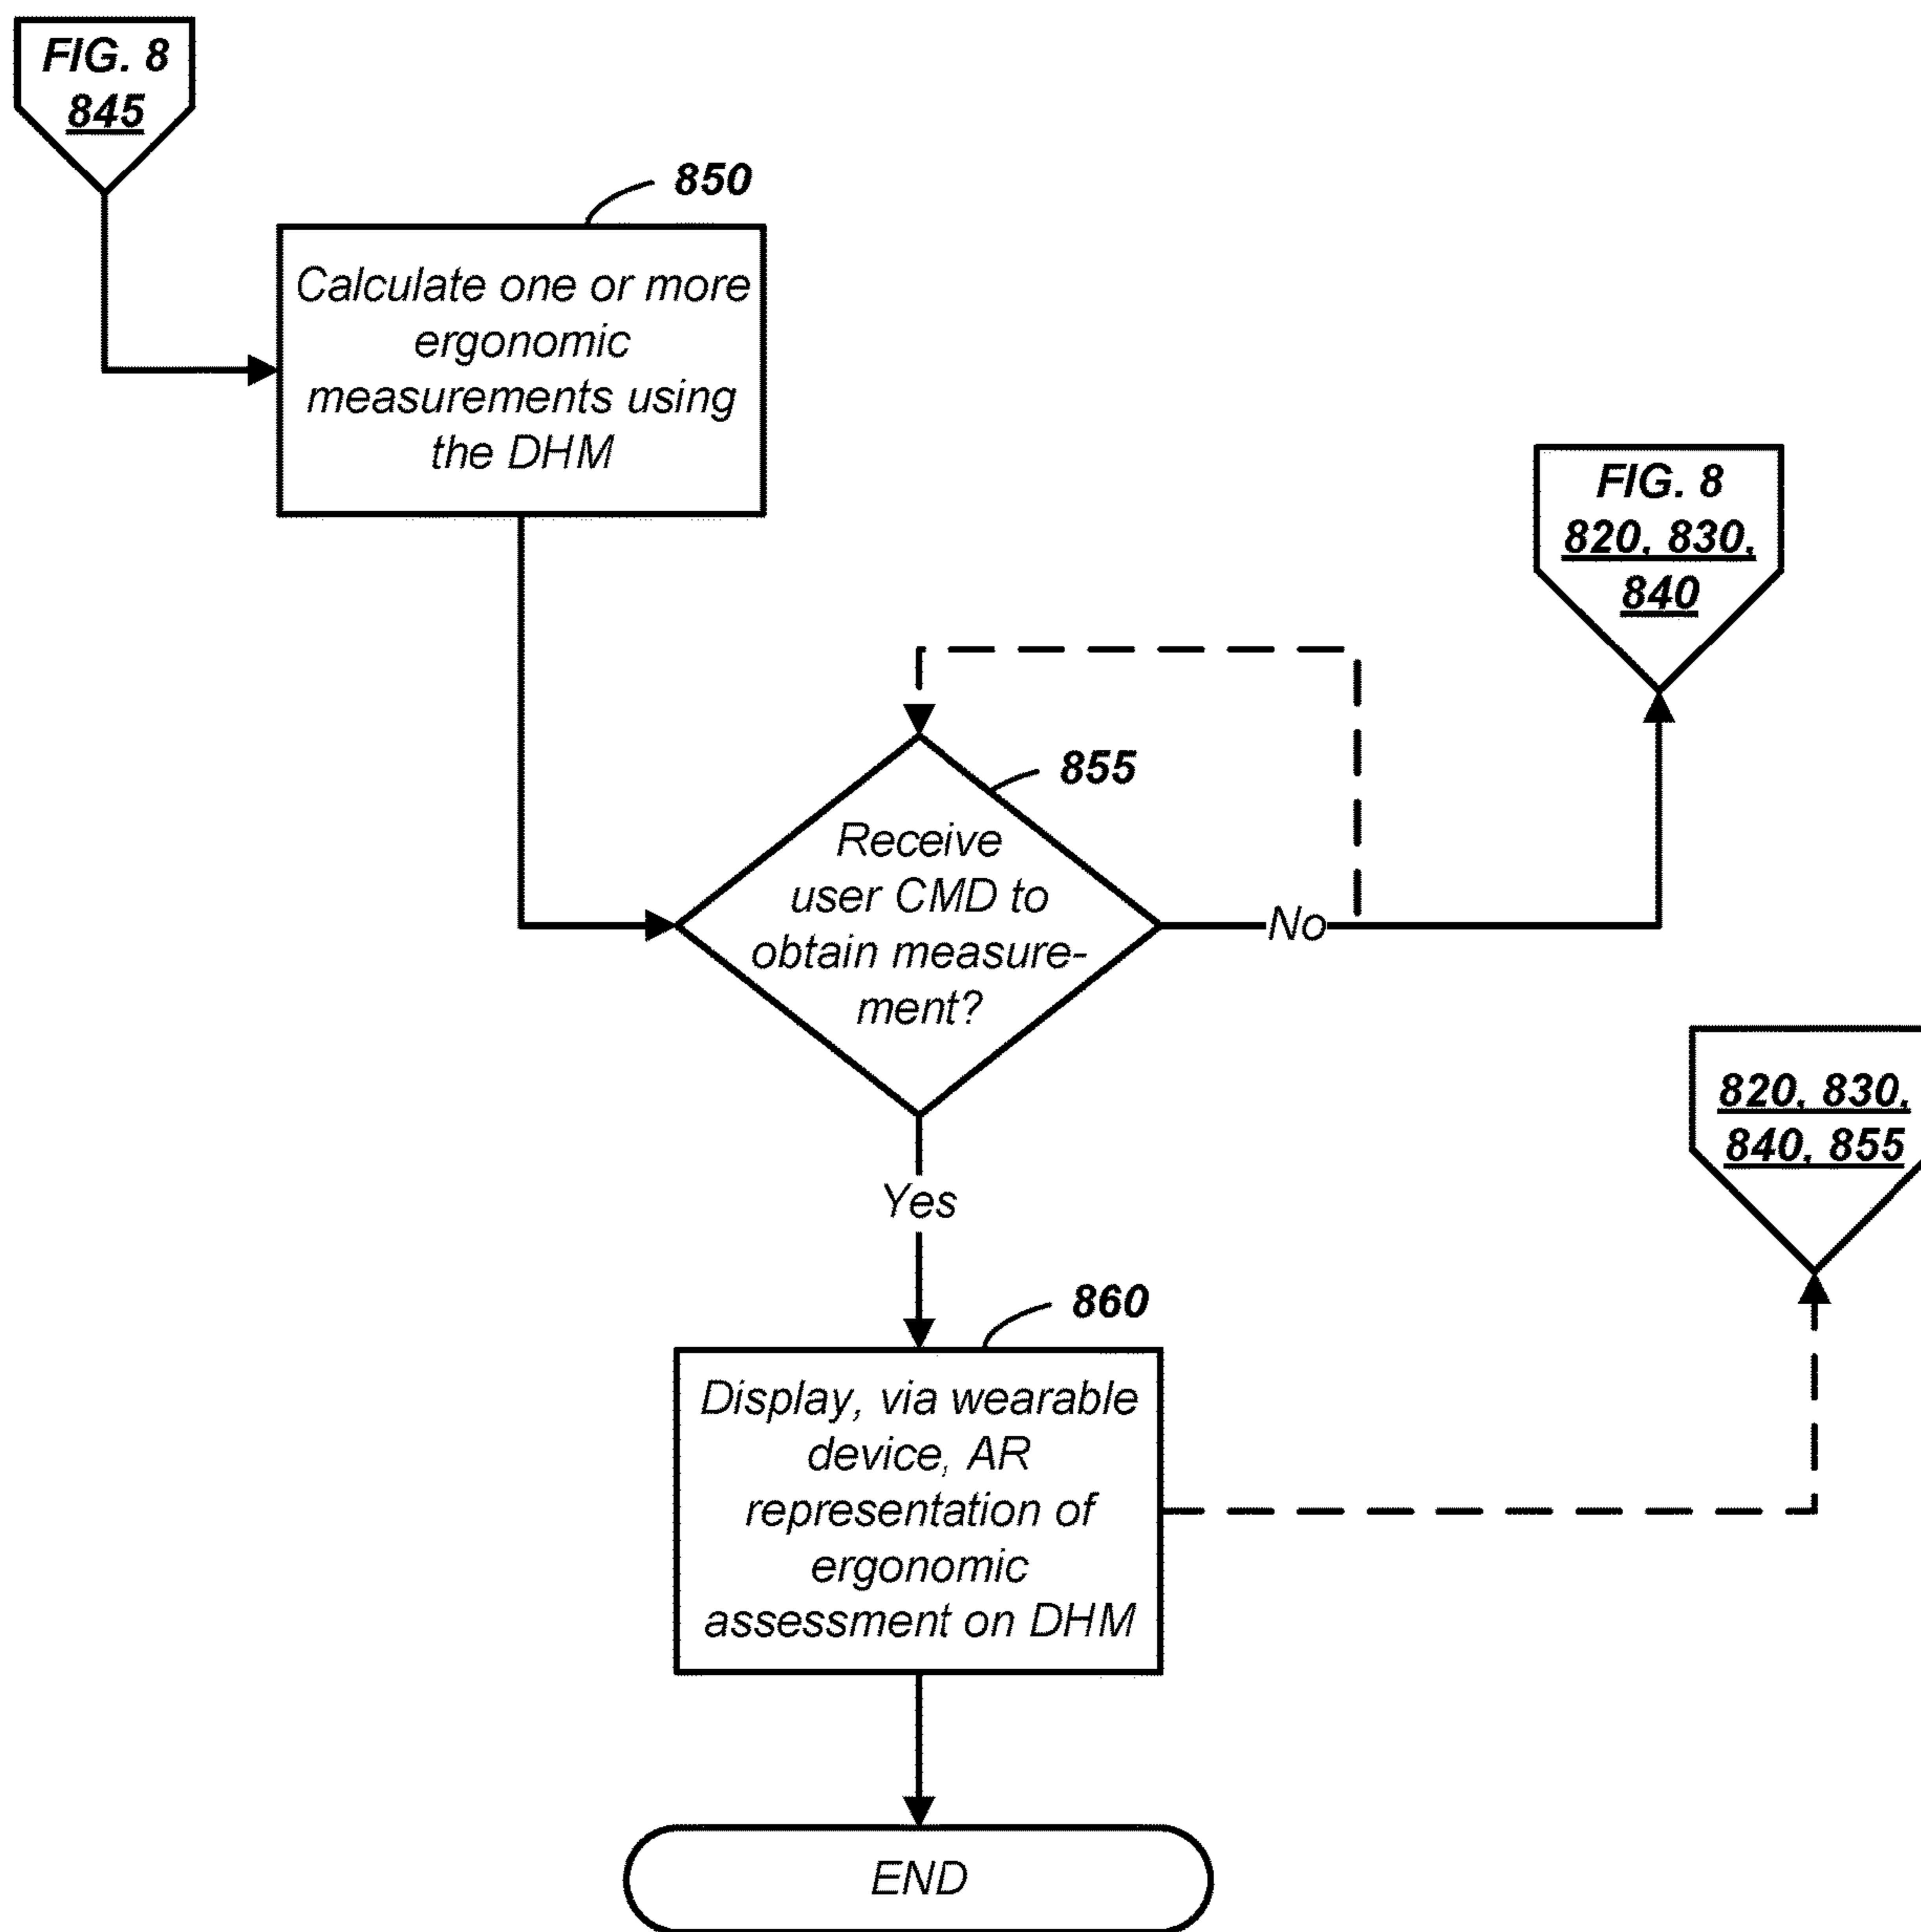 FIG. 8
845
850
Calculate one or more
ergonomic
measurements using
the DHM
FIG. 8
820, 830,
840
855
Receive
user CMD to
obtain measure-
ment?
No
820, 830,
840, 855
Yes
860
Display, via wearable
device, AR
representation of
ergonomic
assessment on DHM
END